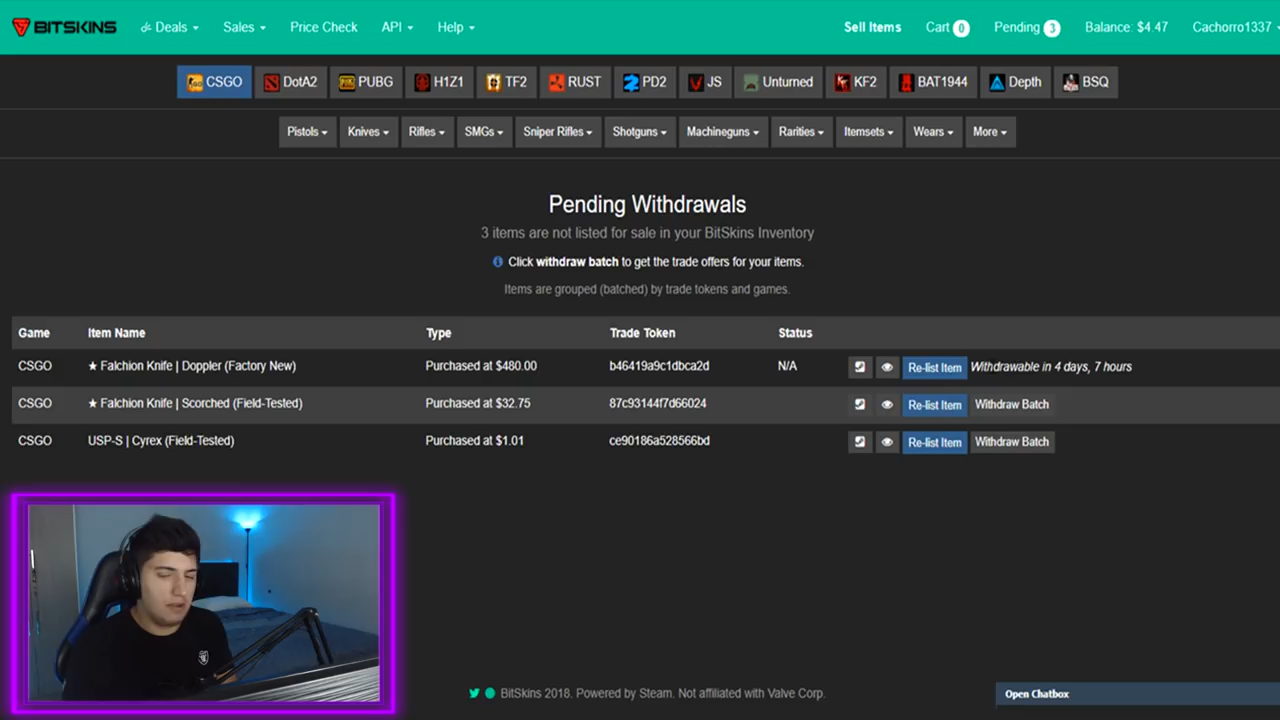 BITSKINS Deals Sales Price Check API Help Sell Items Cart 0 Pending 3 Balance: $4.47 Cachorro1337
CSGO DotA2 PUBG H1Z1 TF2 RUST PD2 JS Unturned KF2 BAT1944 Depth BSQ
Pistols Knives Rifles SMGs Sniper Rifles Shotguns Machineguns Rarities Itemsets Wears More
Pending Withdrawals
3 items are not listed for sale in your BitSkins Inventory
Click withdraw batch to get the trade offers for your items.
Items are grouped (batched) by trade tokens and games.
Game Item Name Type Trade Token Status
CSGO ★ Falchion Knife | Doppler (Factory New) Purchased at $480.00 b46419a9c1dbca2d N/A Re-list Item Withdrawable in 4 days, 7 hours
CSGO ★ Falchion Knife | Scorched (Field-Tested) Purchased at $32.75 87c93144f7d66024 Re-list Item Withdraw Batch
CSGO USP-S | Cyrex (Field-Tested) Purchased at $1.01 ce90186a528566bd Re-list Item Withdraw Batch
BitSkins 2018. Powered by Steam. Not affiliated with Valve Corp.
Open Chatbox